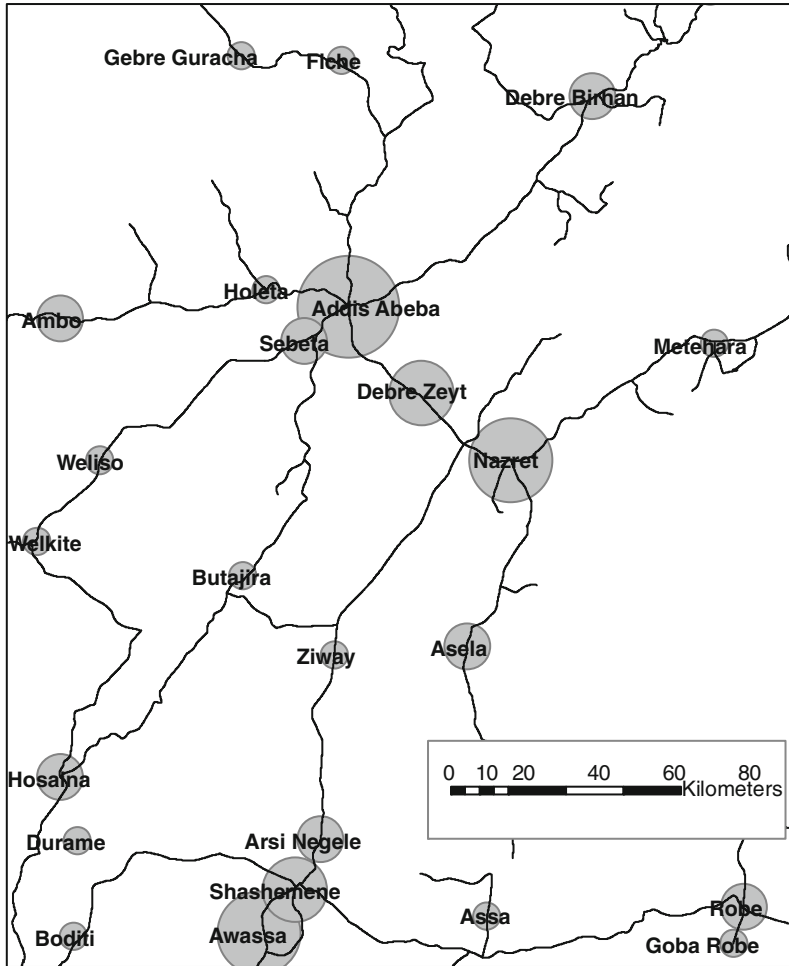 Gebre Guracha
Fiche
Debre Birhan
Holeta
Addis Abeba
Ambo
Sebeta
Metehara
Debre Zeyt
Weliso
Nazret
Welkite
Butajira
Ziway
Asela
0 10 20 40 60 80
Kilometers
Hosaina
Durame
Arsi Negele
Shashemene
Assa
Robe
Boditi
Awassa
Goba Robe